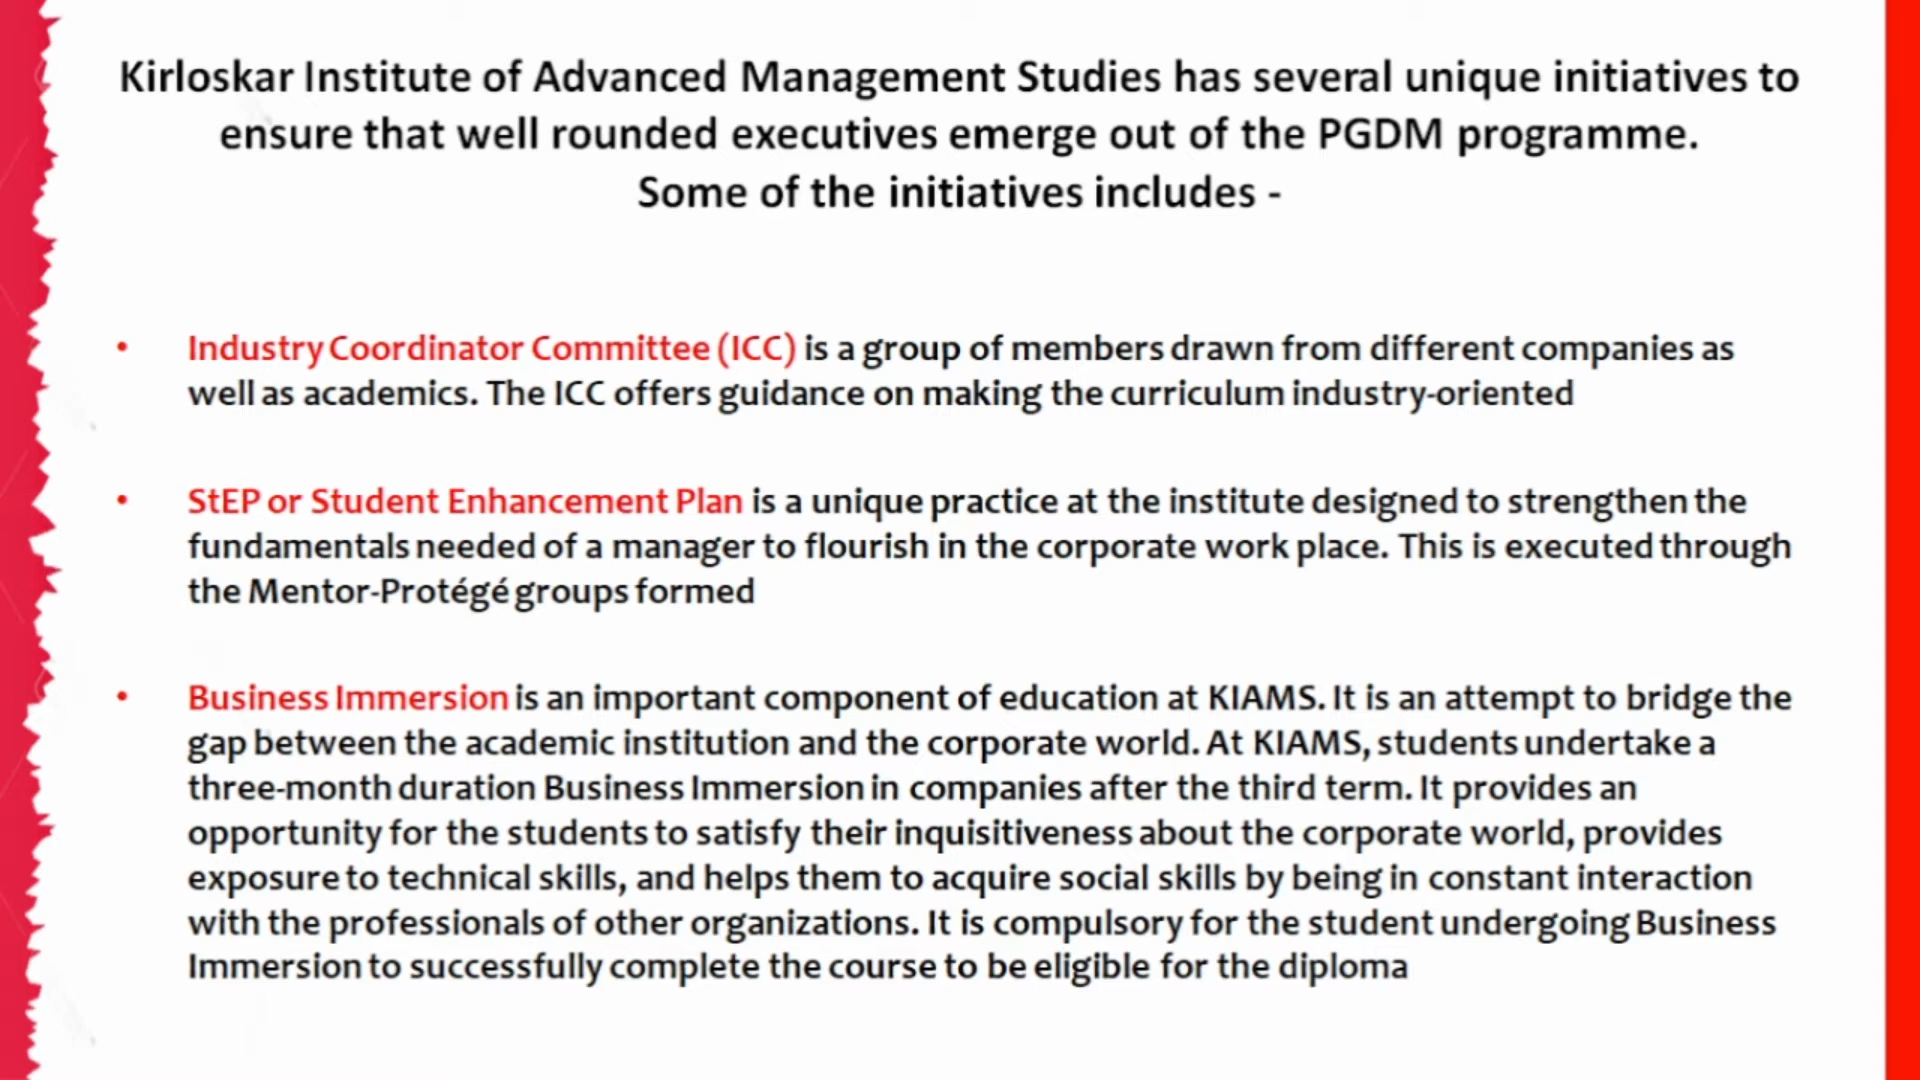 Kirloskar Institute of Advanced Management Studies has several unique initiatives to
ensure that well rounded executives emerge out of the PGDM programme.
Some of the initiatives includes -
• Industry Coordinator Committee (ICC) is a group of members drawn from different companies as
well as academics. The ICC offers guidance on making the curriculum industry-oriented
• StEP or Student Enhancement Plan is a unique practice at the institute designed to strengthen the
fundamentals needed of a manager to flourish in the corporate work place. This is executed through
the Mentor-Protégé groups formed
• Business Immersion is an important component of education at KIAMS. It is an attempt to bridge the
gap between the academic institution and the corporate world. At KIAMS, students undertake a
three-month duration Business Immersion in companies after the third term. It provides an
opportunity for the students to satisfy their inquisitiveness about the corporate world, provides
exposure to technical skills, and helps them to acquire social skills by being in constant interaction
with the professionals of other organizations. It is compulsory for the student undergoing Business
Immersion to successfully complete the course to be eligible for the diploma